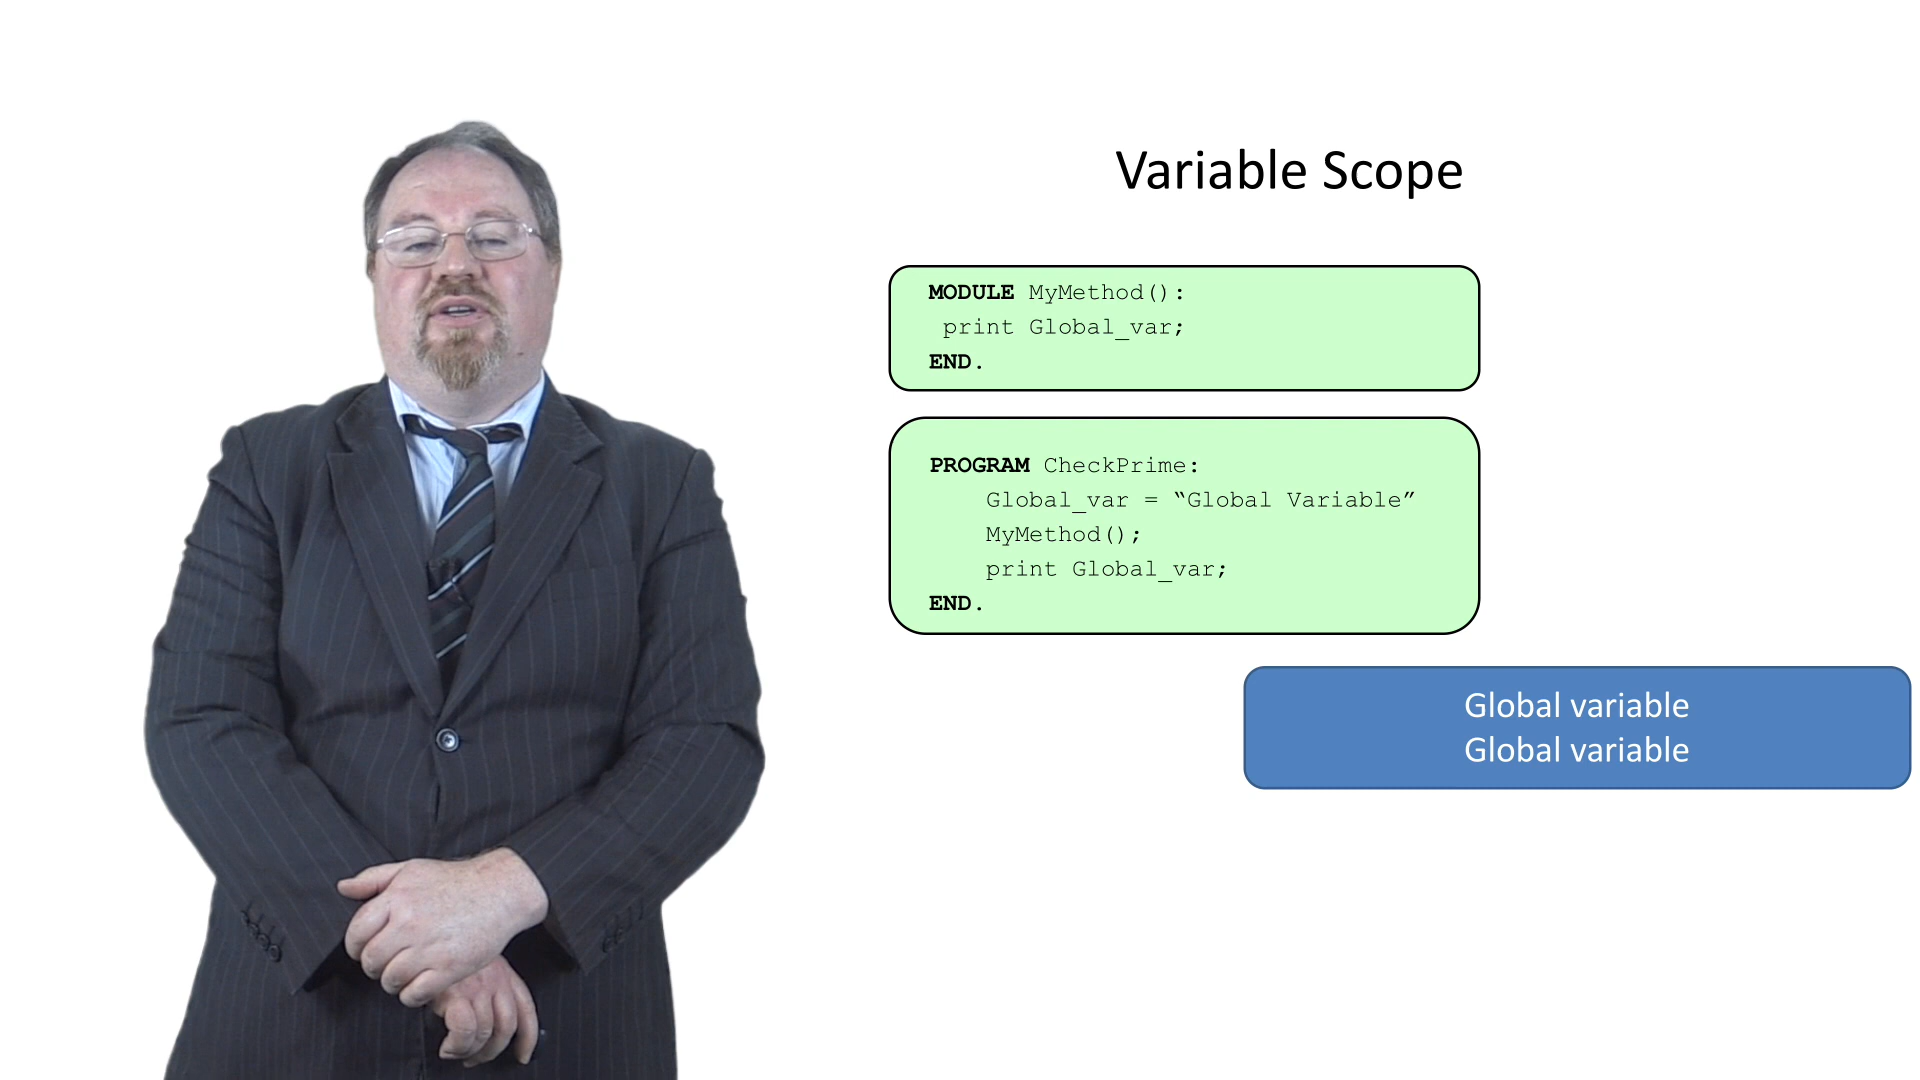 Variable Scope
MODULE MyMethod():
print Global_var;
END.
PROGRAM CheckPrime:
Global_var = “Global Variable”
MyMethod();
print Global_var;
END.
Global variable
Global variable